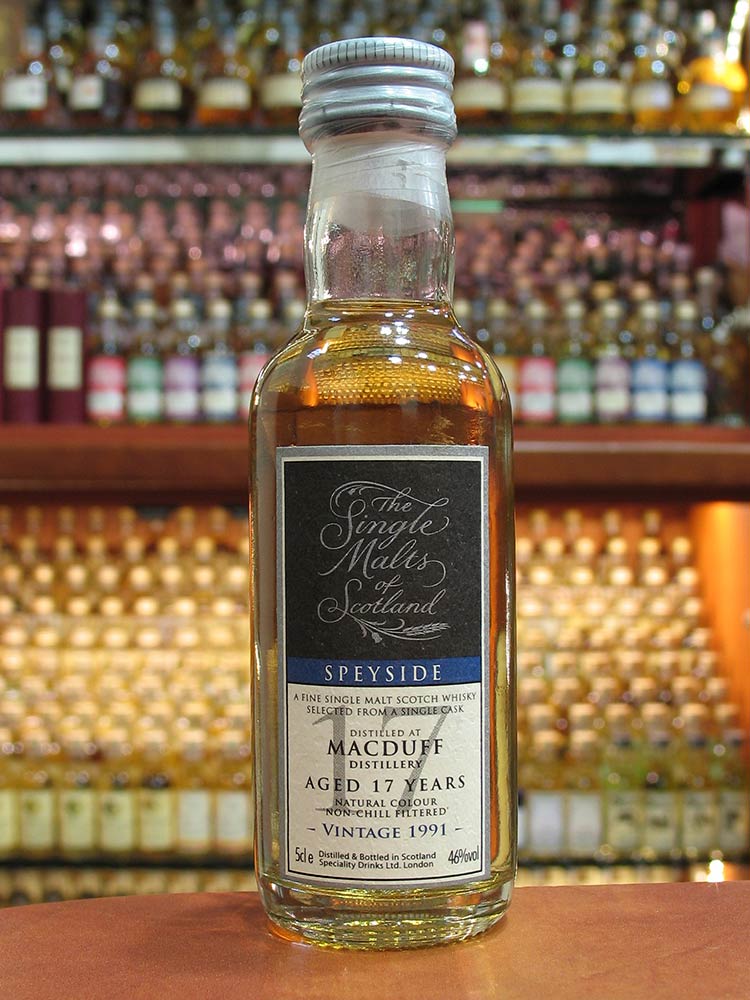 The
Single
Malts
of
Scotland
SPEYSIDE
A FINE SINGLE MALT SCOTCH WHISKY
SELECTED FROM A SINGLE CASK
17
DISTILLED AT
MACDUFF
DISTILLERY
AGED 17 YEARS
NATURAL COLOUR
NON-CHILL FILTERED
- VINTAGE 1991 -
5cl e Distilled & Bottled in Scotland 46%vol
Speciality Drinks Ltd. London